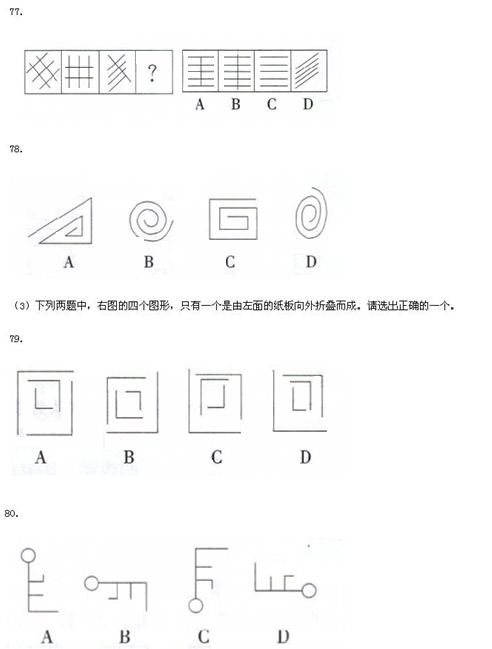 77.
? A B C D
78.
A B C D
（3）下列两题中，右图的四个图形，只有一个是由左面的纸板向外折叠而成。请选出正确的一个。
79.
A B C D
80.
A B C D